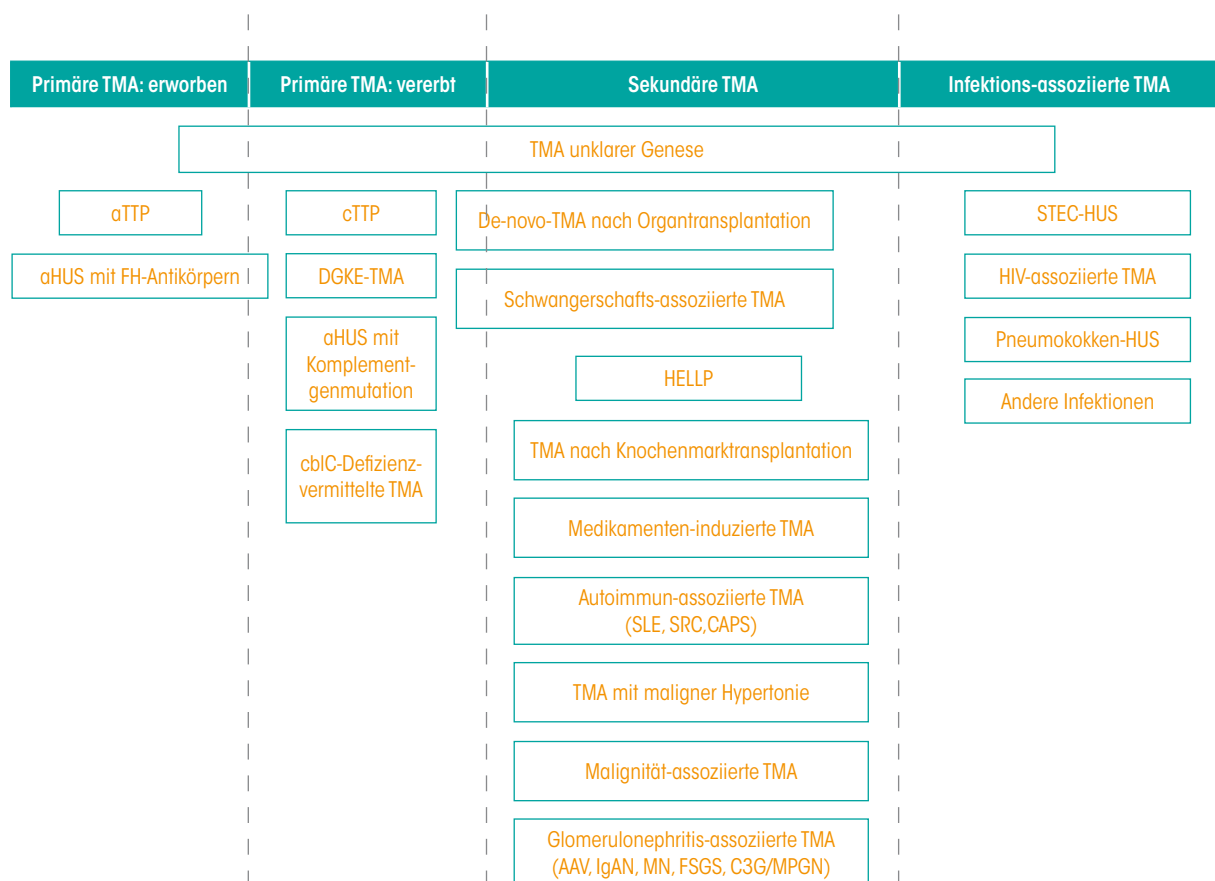 Primäre TMA: erworben
Primäre TMA: vererbt
Sekundäre TMA
Infektions-assoziierte TMA
TMA unklarer Genese
aTTP
aHUS mit FH-Antikörpern
cTTP
DGKE-TMA
aHUS mit
Komplement-
genmutation
cblC-Defizienz-
vermittelte TMA
De-novo-TMA nach Organtransplantation
Schwangerschafts-assoziierte TMA
HELLP
TMA nach Knochenmarktransplantation
Medikamenten-induzierte TMA
Autoimmun-assoziierte TMA
(SLE, SRC,CAPS)
TMA mit maligner Hypertonie
Malignität-assoziierte TMA
Glomerulonephritis-assoziierte TMA
(AAV, IgAN, MN, FSGS, C3G/MPGN)
STEC-HUS
HIV-assoziierte TMA
Pneumokokken-HUS
Andere Infektionen